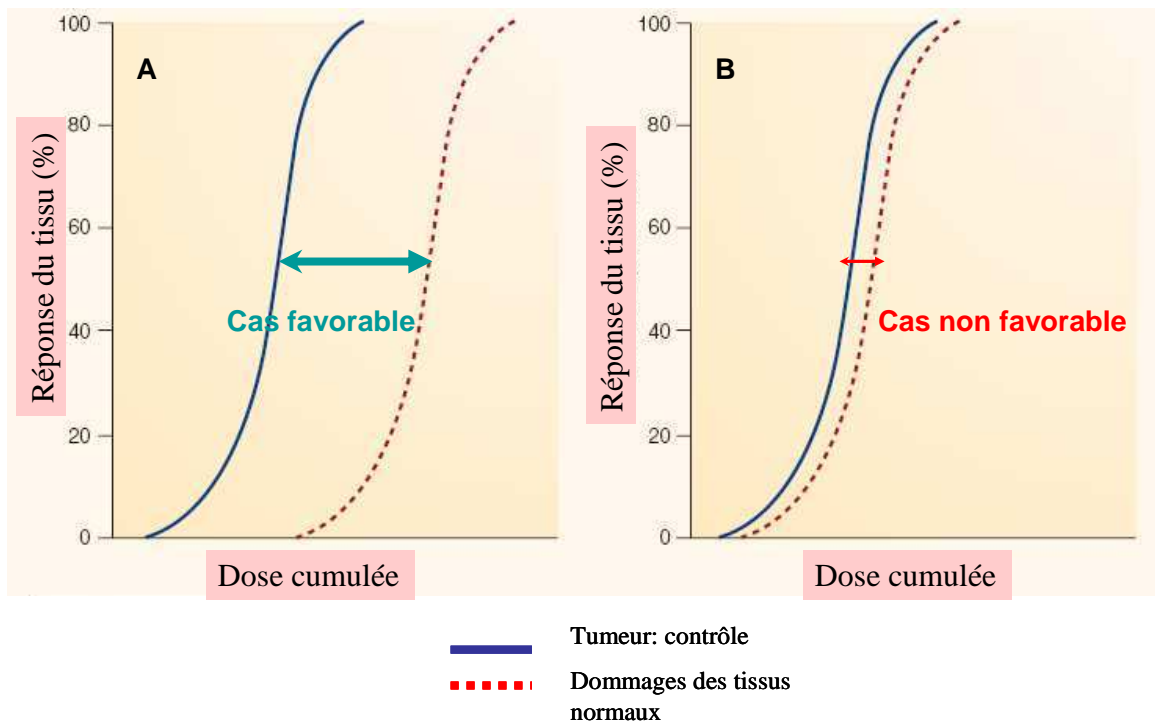 A
Réponse du tissu (%)
100
80
60
40
20
0
Cas favorable
Dose cumulée
B
Réponse du tissu (%)
100
80
60
40
20
0
Cas non favorable
Dose cumulée
Tumeur: contrôle
Dommages des tissus
normaux